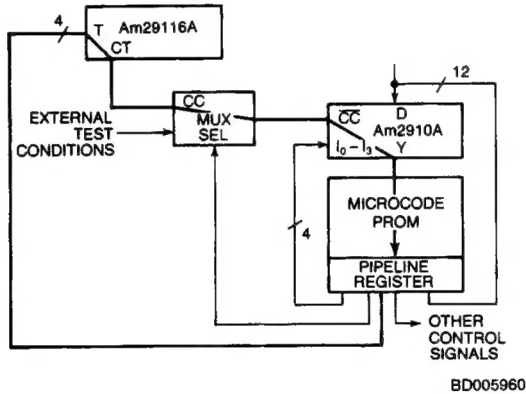 4
T Am29116A
CT
12
CC
MUX
SEL
EXTERNAL
TEST
CONDITIONS
CC D
Am2910A
I0 – I3 Y
4
MICROCODE
PROM
PIPELINE
REGISTER
OTHER
CONTROL
SIGNALS
BD005960